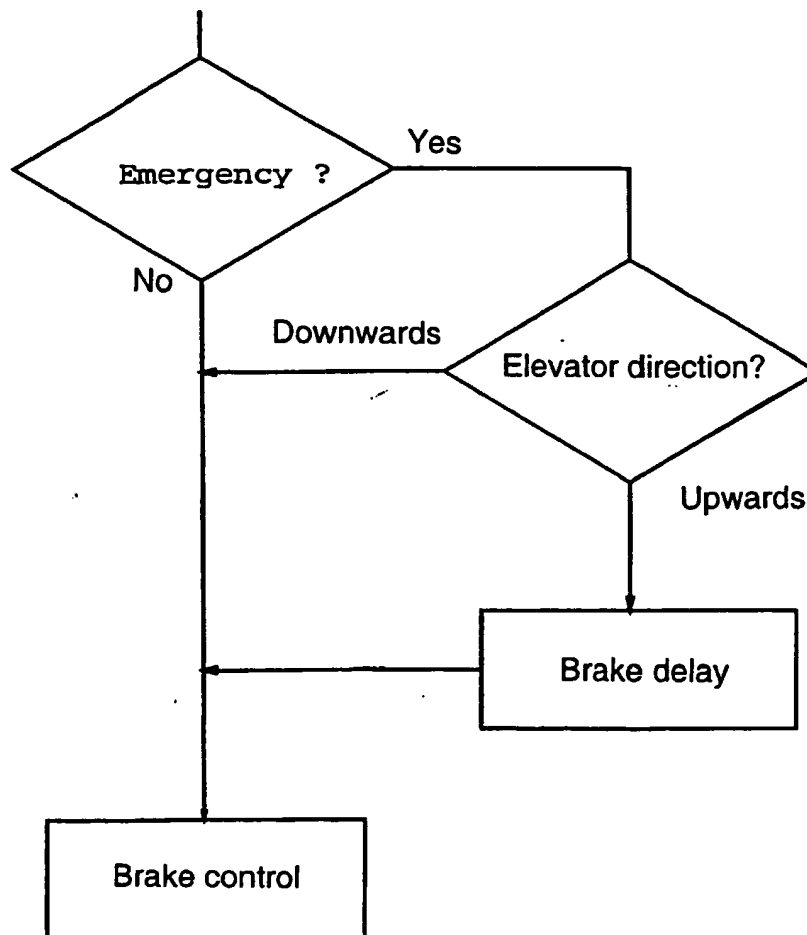 Yes
Emergency ?
No
Downwards
Elevator direction?
Upwards
Brake delay
Brake control